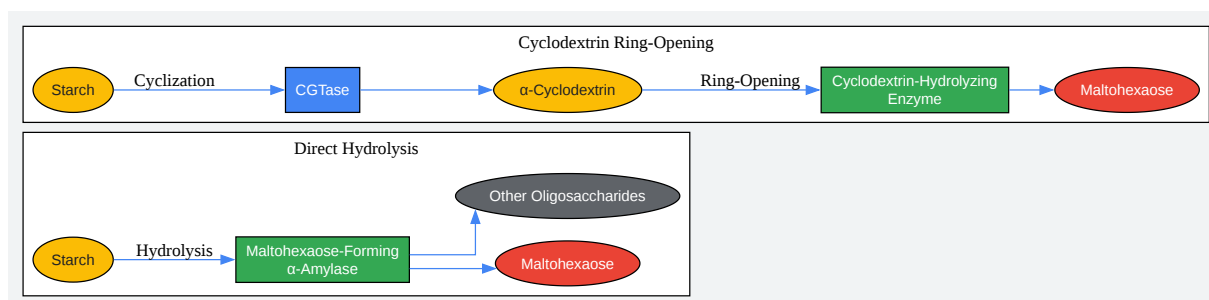 Cyclodextrin Ring-Opening
Starch
Cyclization
CGTase
α-Cyclodextrin
Ring-Opening
Cyclodextrin-Hydrolyzing
Enzyme
Maltohexaose
Direct Hydrolysis
Other Oligosaccharides
Starch
Hydrolysis
Maltohexaose-Forming
α-Amylase
Maltohexaose